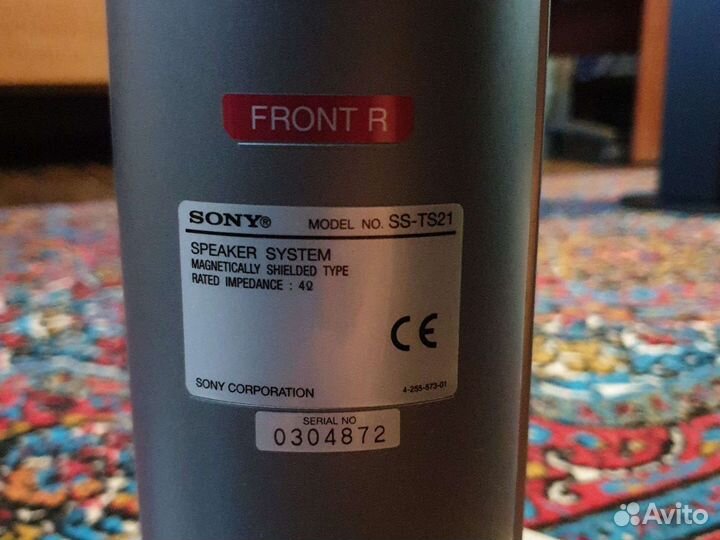 FRONT R
SONY® MODEL NO. SS-TS21
SPEAKER SYSTEM
MAGNETICALLY SHIELDED TYPE
RATED IMPEDANCE : 4Ω
CE
SONY CORPORATION 4-255-573-01
SERIAL NO
0304872
Avito